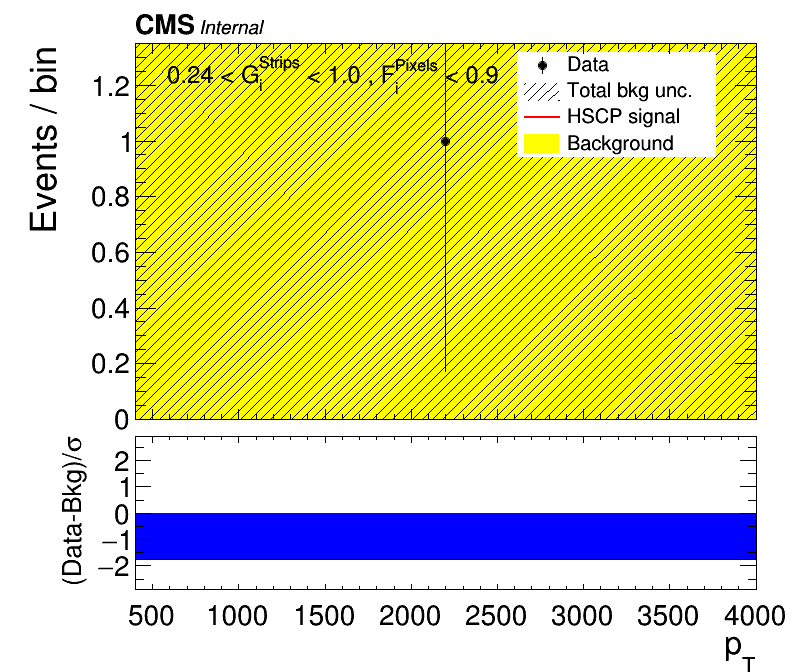 CMS Internal
Events / bin
0.24 < G_i^Strips < 1.0 , F_i^Pixels < 0.9
Data
Total bkg unc.
HSCP signal
Background
1.2
1
0.8
0.6
0.4
0.2
0
(Data-Bkg)/σ
2
1
0
−1
−2
500 1000 1500 2000 2500 3000 3500 4000
p_T